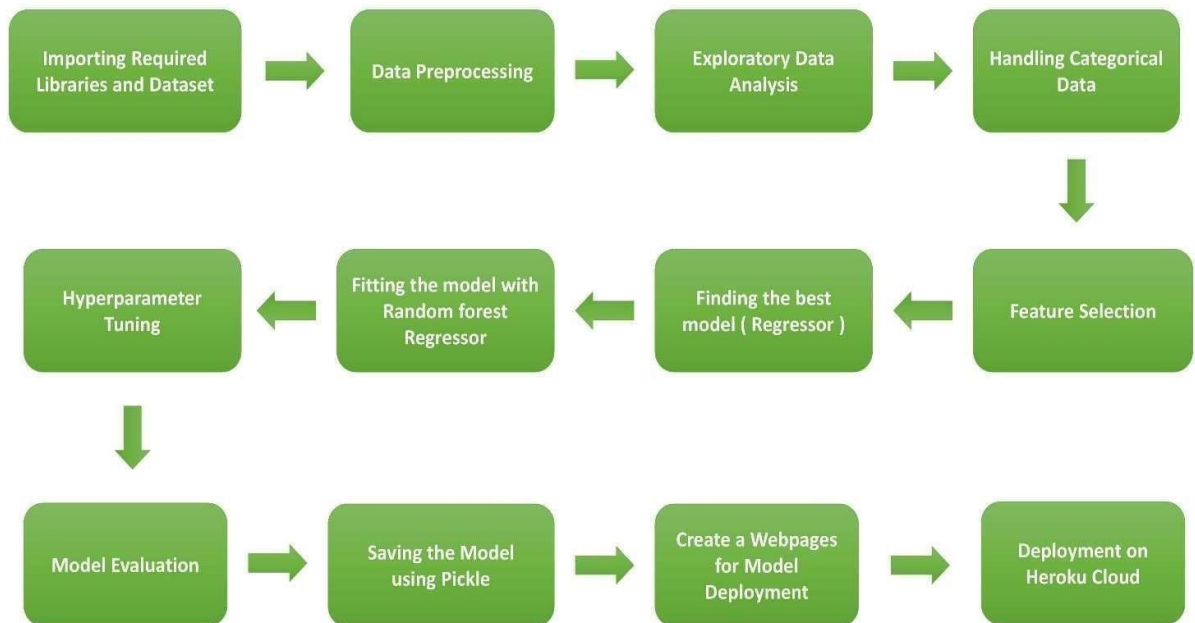 Importing Required
Libraries and Dataset
Data Preprocessing
Exploratory Data
Analysis
Handling Categorical
Data
Feature Selection
Finding the best
model ( Regressor )
Fitting the model with
Random forest
Regressor
Hyperparameter
Tuning
Model Evaluation
Saving the Model
using Pickle
Create a Webpages
for Model
Deployment
Deployment on
Heroku Cloud